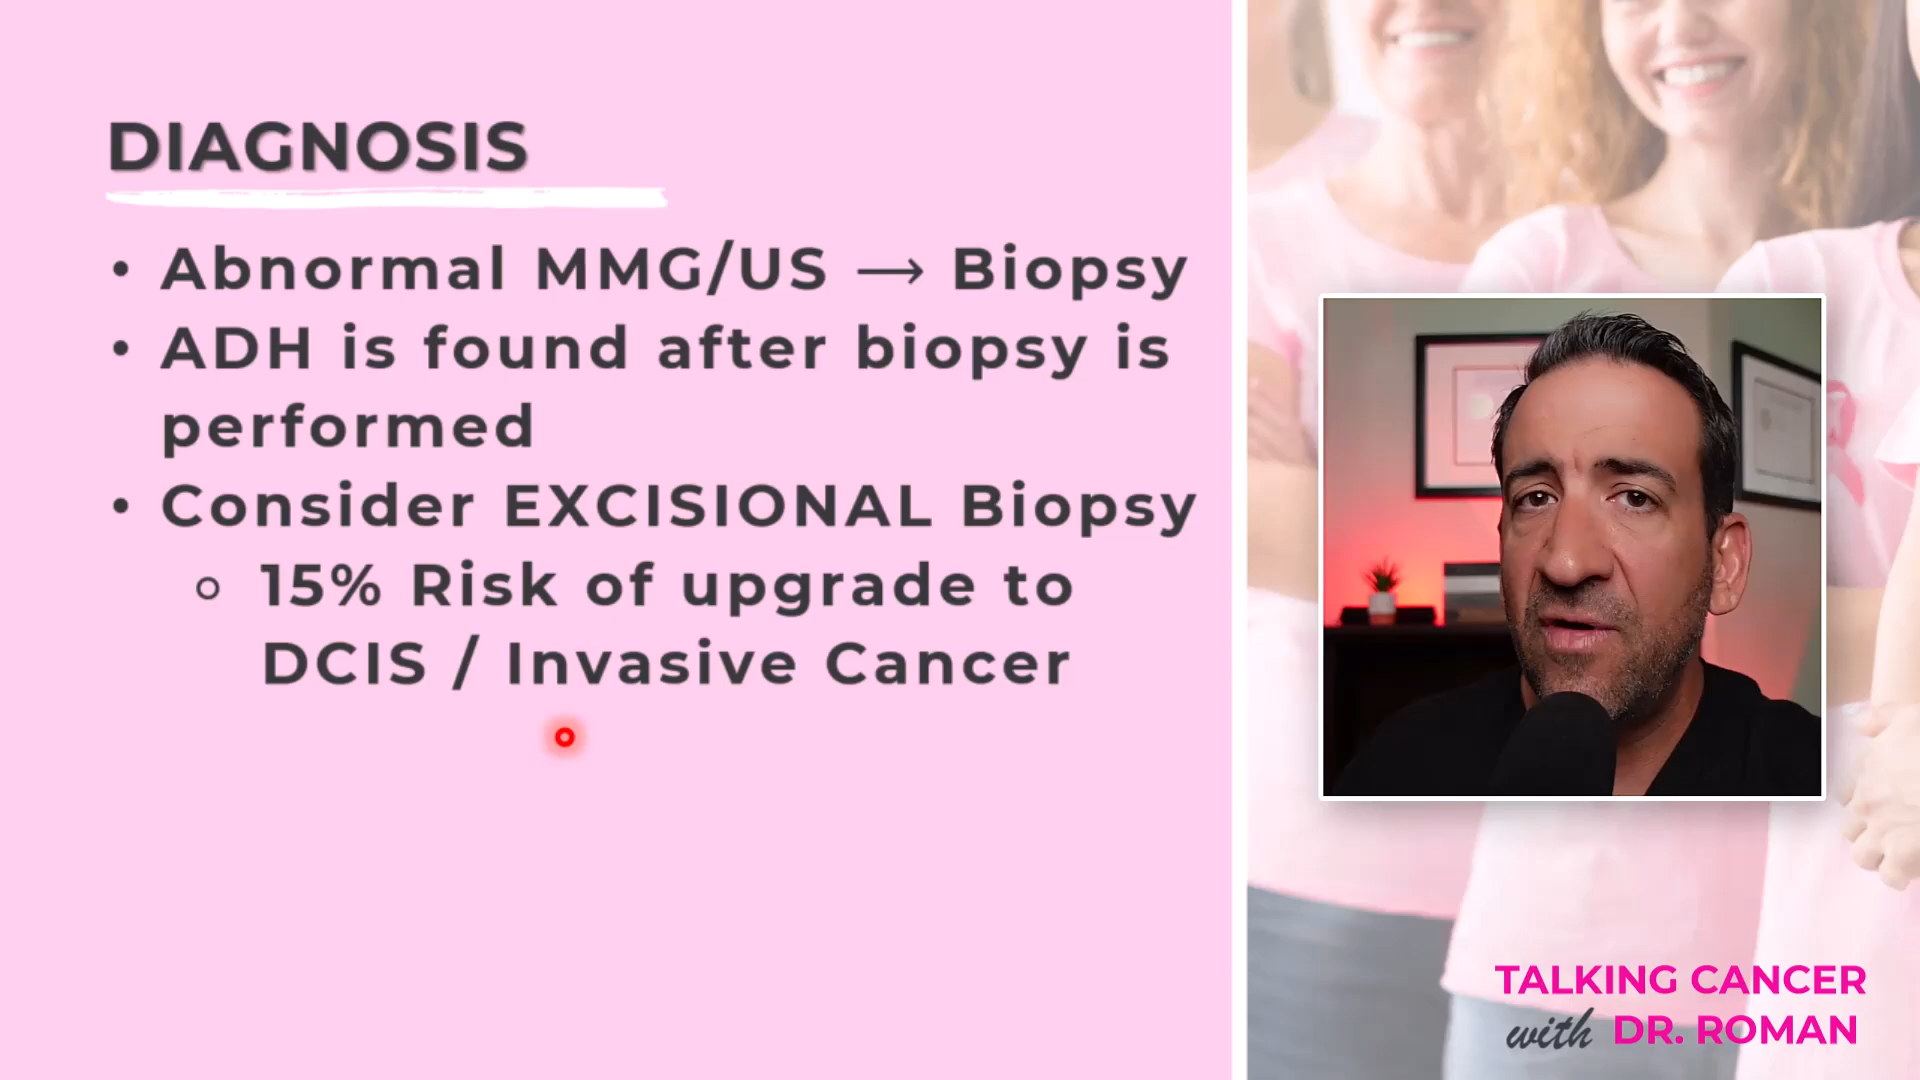 DIAGNOSIS
• Abnormal MMG/US ⟶ Biopsy
• ADH is found after biopsy is
performed
• Consider EXCISIONAL Biopsy
○ 15% Risk of upgrade to
DCIS / Invasive Cancer
TALKING CANCER
with DR. ROMAN